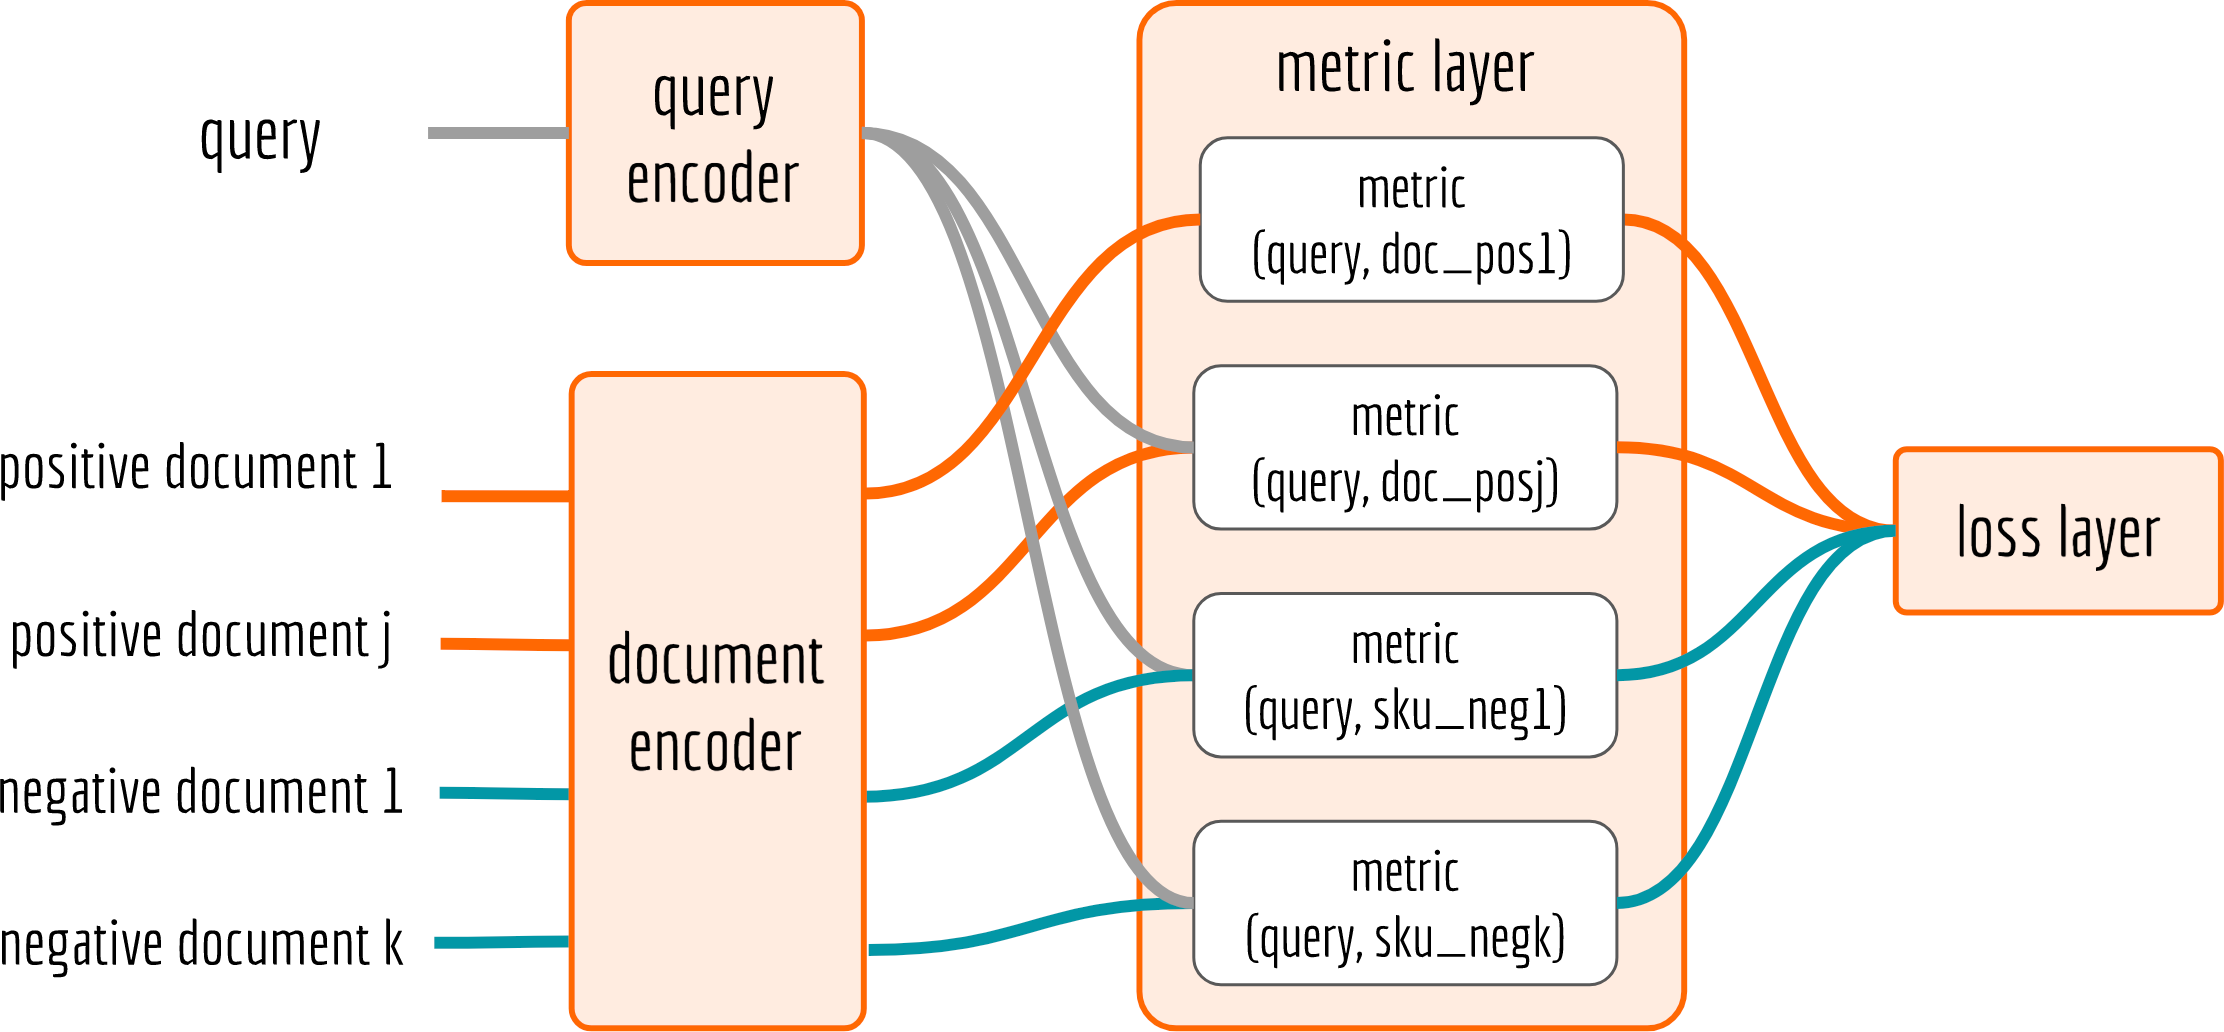 query
query
encoder
positive document 1
positive document j
negative document 1
negative document k
document
encoder
metric layer
metric
(query, doc_pos1)
metric
(query, doc_posj)
metric
(query, sku_neg1)
metric
(query, sku_negk)
loss layer